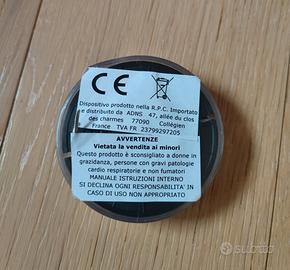 CE
Dispositivo prodotto nella R.P.C. Importato
e distribuito da ADNS 47, allée du clos
des charmes 77090 Collégien
France TVA FR 23799297205
AVVERTENZE
Vietata la vendita ai minori
Questo prodotto è sconsigliato a donne in
gravidanza, persone con gravi patologie
cardio respiratorie e non fumatori
MANUALE ISTRUZIONI INTERNO
SI DECLINA OGNI RESPONSABILITA' IN
CASO DI USO NON APPROPRIATO
subito